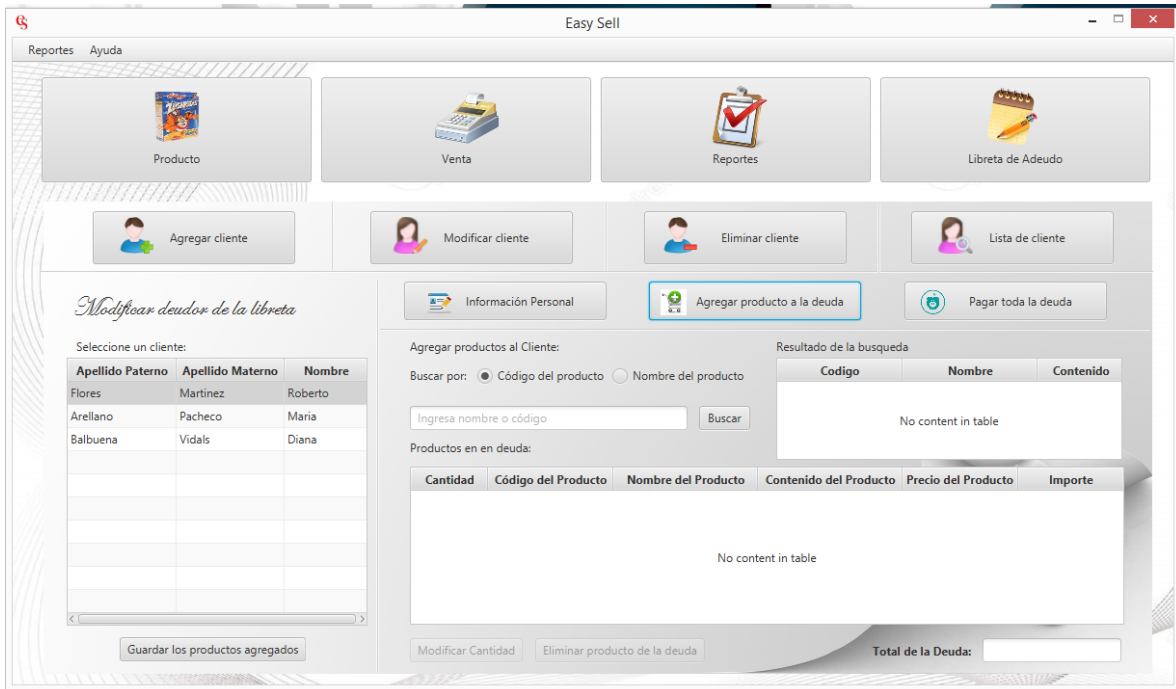 Easy Sell
Reportes Ayuda
Producto
Venta
Reportes
Libreta de Adeudo
Agregar cliente
Modificar cliente
Eliminar cliente
Lista de cliente
Modificar deudor de la libreta
Información Personal
Agregar producto a la deuda
Pagar toda la deuda
Seleccione un cliente:
Apellido Paterno Apellido Materno Nombre
Flores Martinez Roberto
Arellano Pacheco Maria
Balbuena Vidals Diana
Guardar los productos agregados
Agregar productos al Cliente:
Buscar por: Código del producto Nombre del producto
Ingresa nombre o código Buscar
Resultado de la busqueda
Codigo Nombre Contenido
No content in table
Productos en en deuda:
Cantidad Código del Producto Nombre del Producto Contenido del Producto Precio del Producto Importe
No content in table
Modificar Cantidad Eliminar producto de la deuda Total de la Deuda: